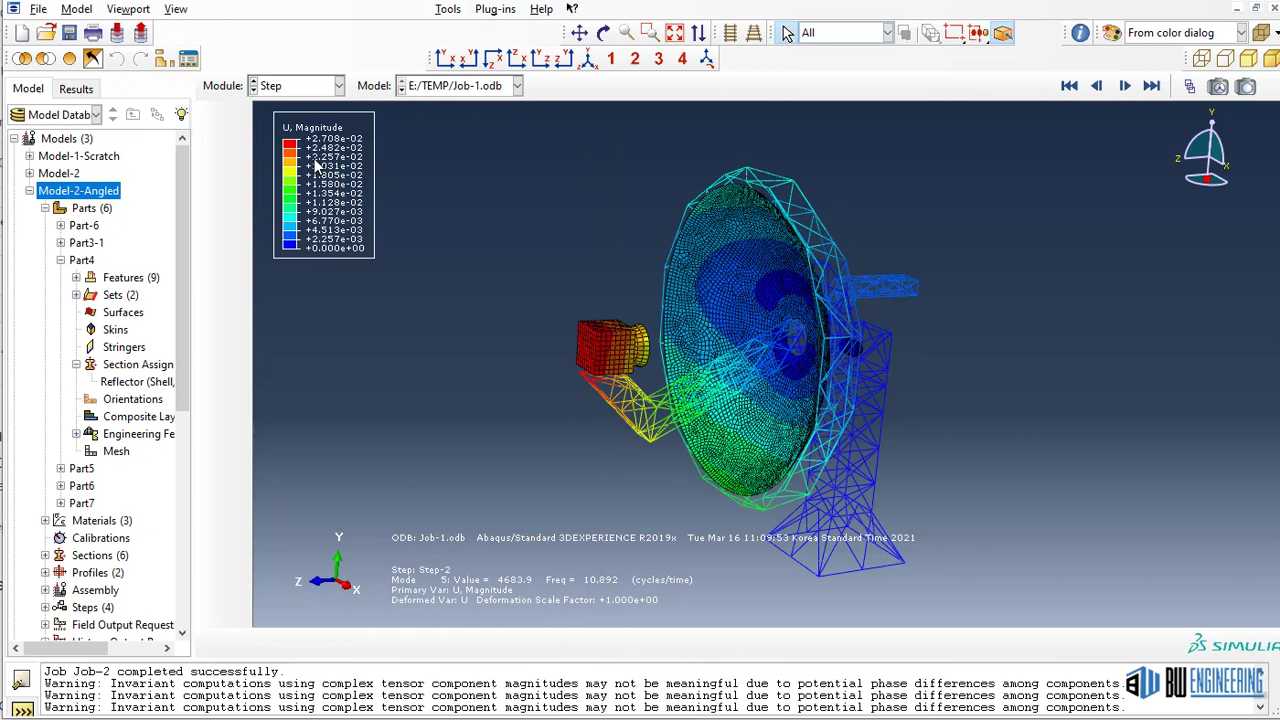 File Model Viewport View Tools Plug-ins Help
All From color dialog
1 2 3 4
Model Results Module: Step Model: E:/TEMP/Job-1.odb
Model Datab
Models (3)
Model-1-Scratch
Model-2
Model-2-Angled
Parts (6)
Part-6
Part3-1
Part4
Features (9)
Sets (2)
Surfaces
Skins
Stringers
Section Assign
Reflector (Shell,
Orientations
Composite Lay
Engineering Fe
Mesh
Part5
Part6
Part7
Materials (3)
Calibrations
Sections (6)
Profiles (2)
Assembly
Steps (4)
Field Output Request
U, Magnitude
+2.708e-02
+2.482e-02
+2.257e-02
+1.805e-02
+1.580e-02
+1.354e-02
+1.128e-02
+9.027e-03
+6.770e-03
+4.513e-03
+2.257e-03
+0.000e+00
Y
Z X
Y
Z
X
ODB: Job-1.odb Abaqus/Standard 3DEXPERIENCE R2019x Tue Mar 16 11:09:53 Korea Standard Time 2021
Step: Step-2
Mode 5: Value = 4683.9 Freq = 10.892 (cycles/time)
Primary Var: U, Magnitude
Deformed Var: U Deformation Scale Factor: +1.000e+00
SIMULIA
Job Job-2 completed successfully.
Warning: Invariant computations using complex tensor component magnitudes may not be meaningful due to potential phase differences among components.
Warning: Invariant computations using complex tensor component magnitudes may not be meaningful due to potential phase differences among components.
Warning: Invariant computations using complex tensor component magnitudes may not be meaningful due to potential phase differences among components.
BW ENGINEERING